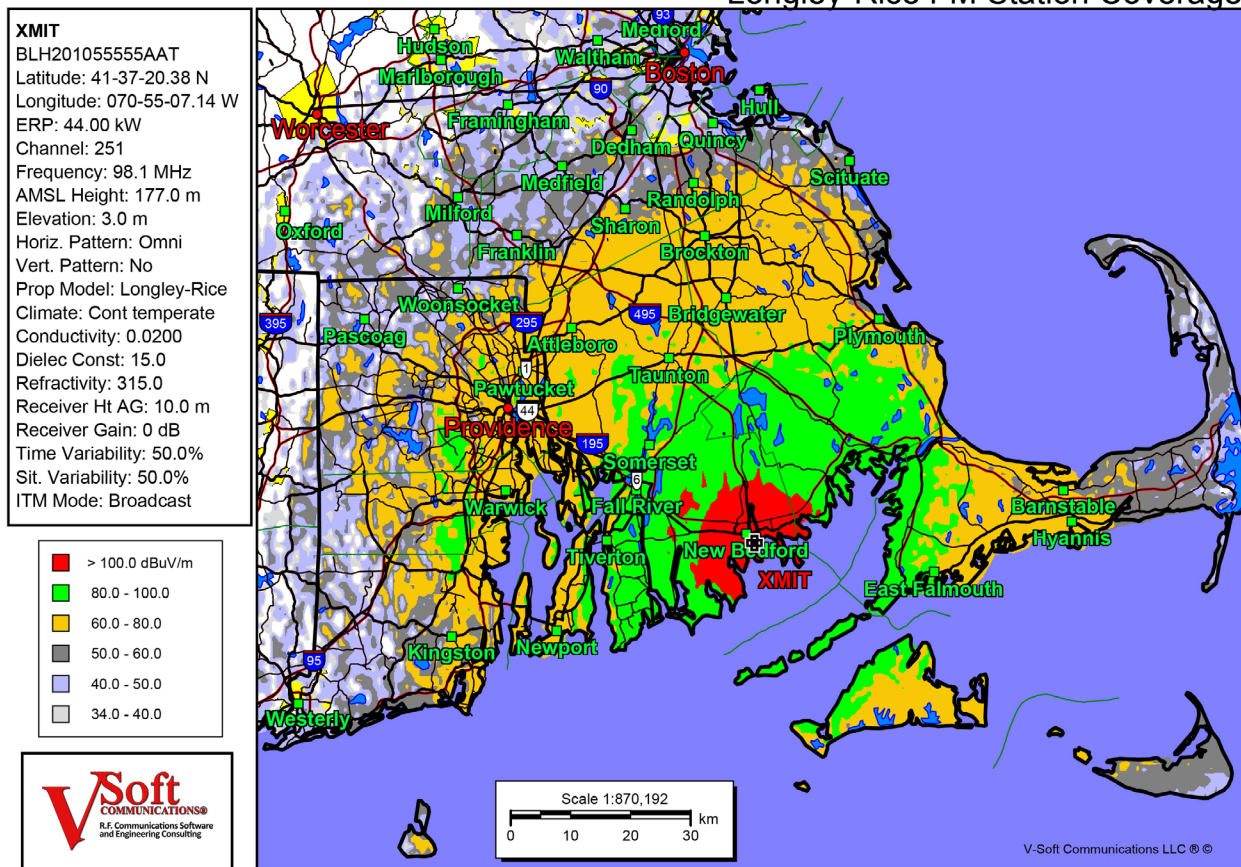 Longley-Rice FM Station Coverage
XMIT
BLH201055555AAT
Latitude: 41-37-20.38 N
Longitude: 070-55-07.14 W
ERP: 44.00 kW
Channel: 251
Frequency: 98.1 MHz
AMSL Height: 177.0 m
Elevation: 3.0 m
Horiz. Pattern: Omni
Vert. Pattern: No
Prop Model: Longley-Rice
Climate: Cont temperate
Conductivity: 0.0200
Dielec Const: 15.0
Refractivity: 315.0
Receiver Ht AG: 10.0 m
Receiver Gain: 0 dB
Time Variability: 50.0%
Sit. Variability: 50.0%
ITM Mode: Broadcast
> 100.0 dBuV/m
80.0 - 100.0
60.0 - 80.0
50.0 - 60.0
40.0 - 50.0
34.0 - 40.0
VSoft
COMMUNICATIONS®
R.F. Communications Software
and Engineering Consulting
93
Medford
Hudson
Waltham
Marlborough
Boston
90
Hull
Framingham
Worcester
Dedham
Quincy
Scituate
Medfield
Randolph
Milford
Sharon
Oxford
Franklin
Brockton
Woonsocket
395
295
495
Bridgewater
Pascoag
Attleboro
Plymouth
1
Taunton
Pawtucket
44
Providence
195
Somerset
6
Warwick
Fall River
Barnstable
Hyannis
Tiverton
New Bedford
XMIT
East Falmouth
Newport
Kingston
95
Westerly
Scale 1:870,192
0 10 20 30 km
V-Soft Communications LLC ® ©